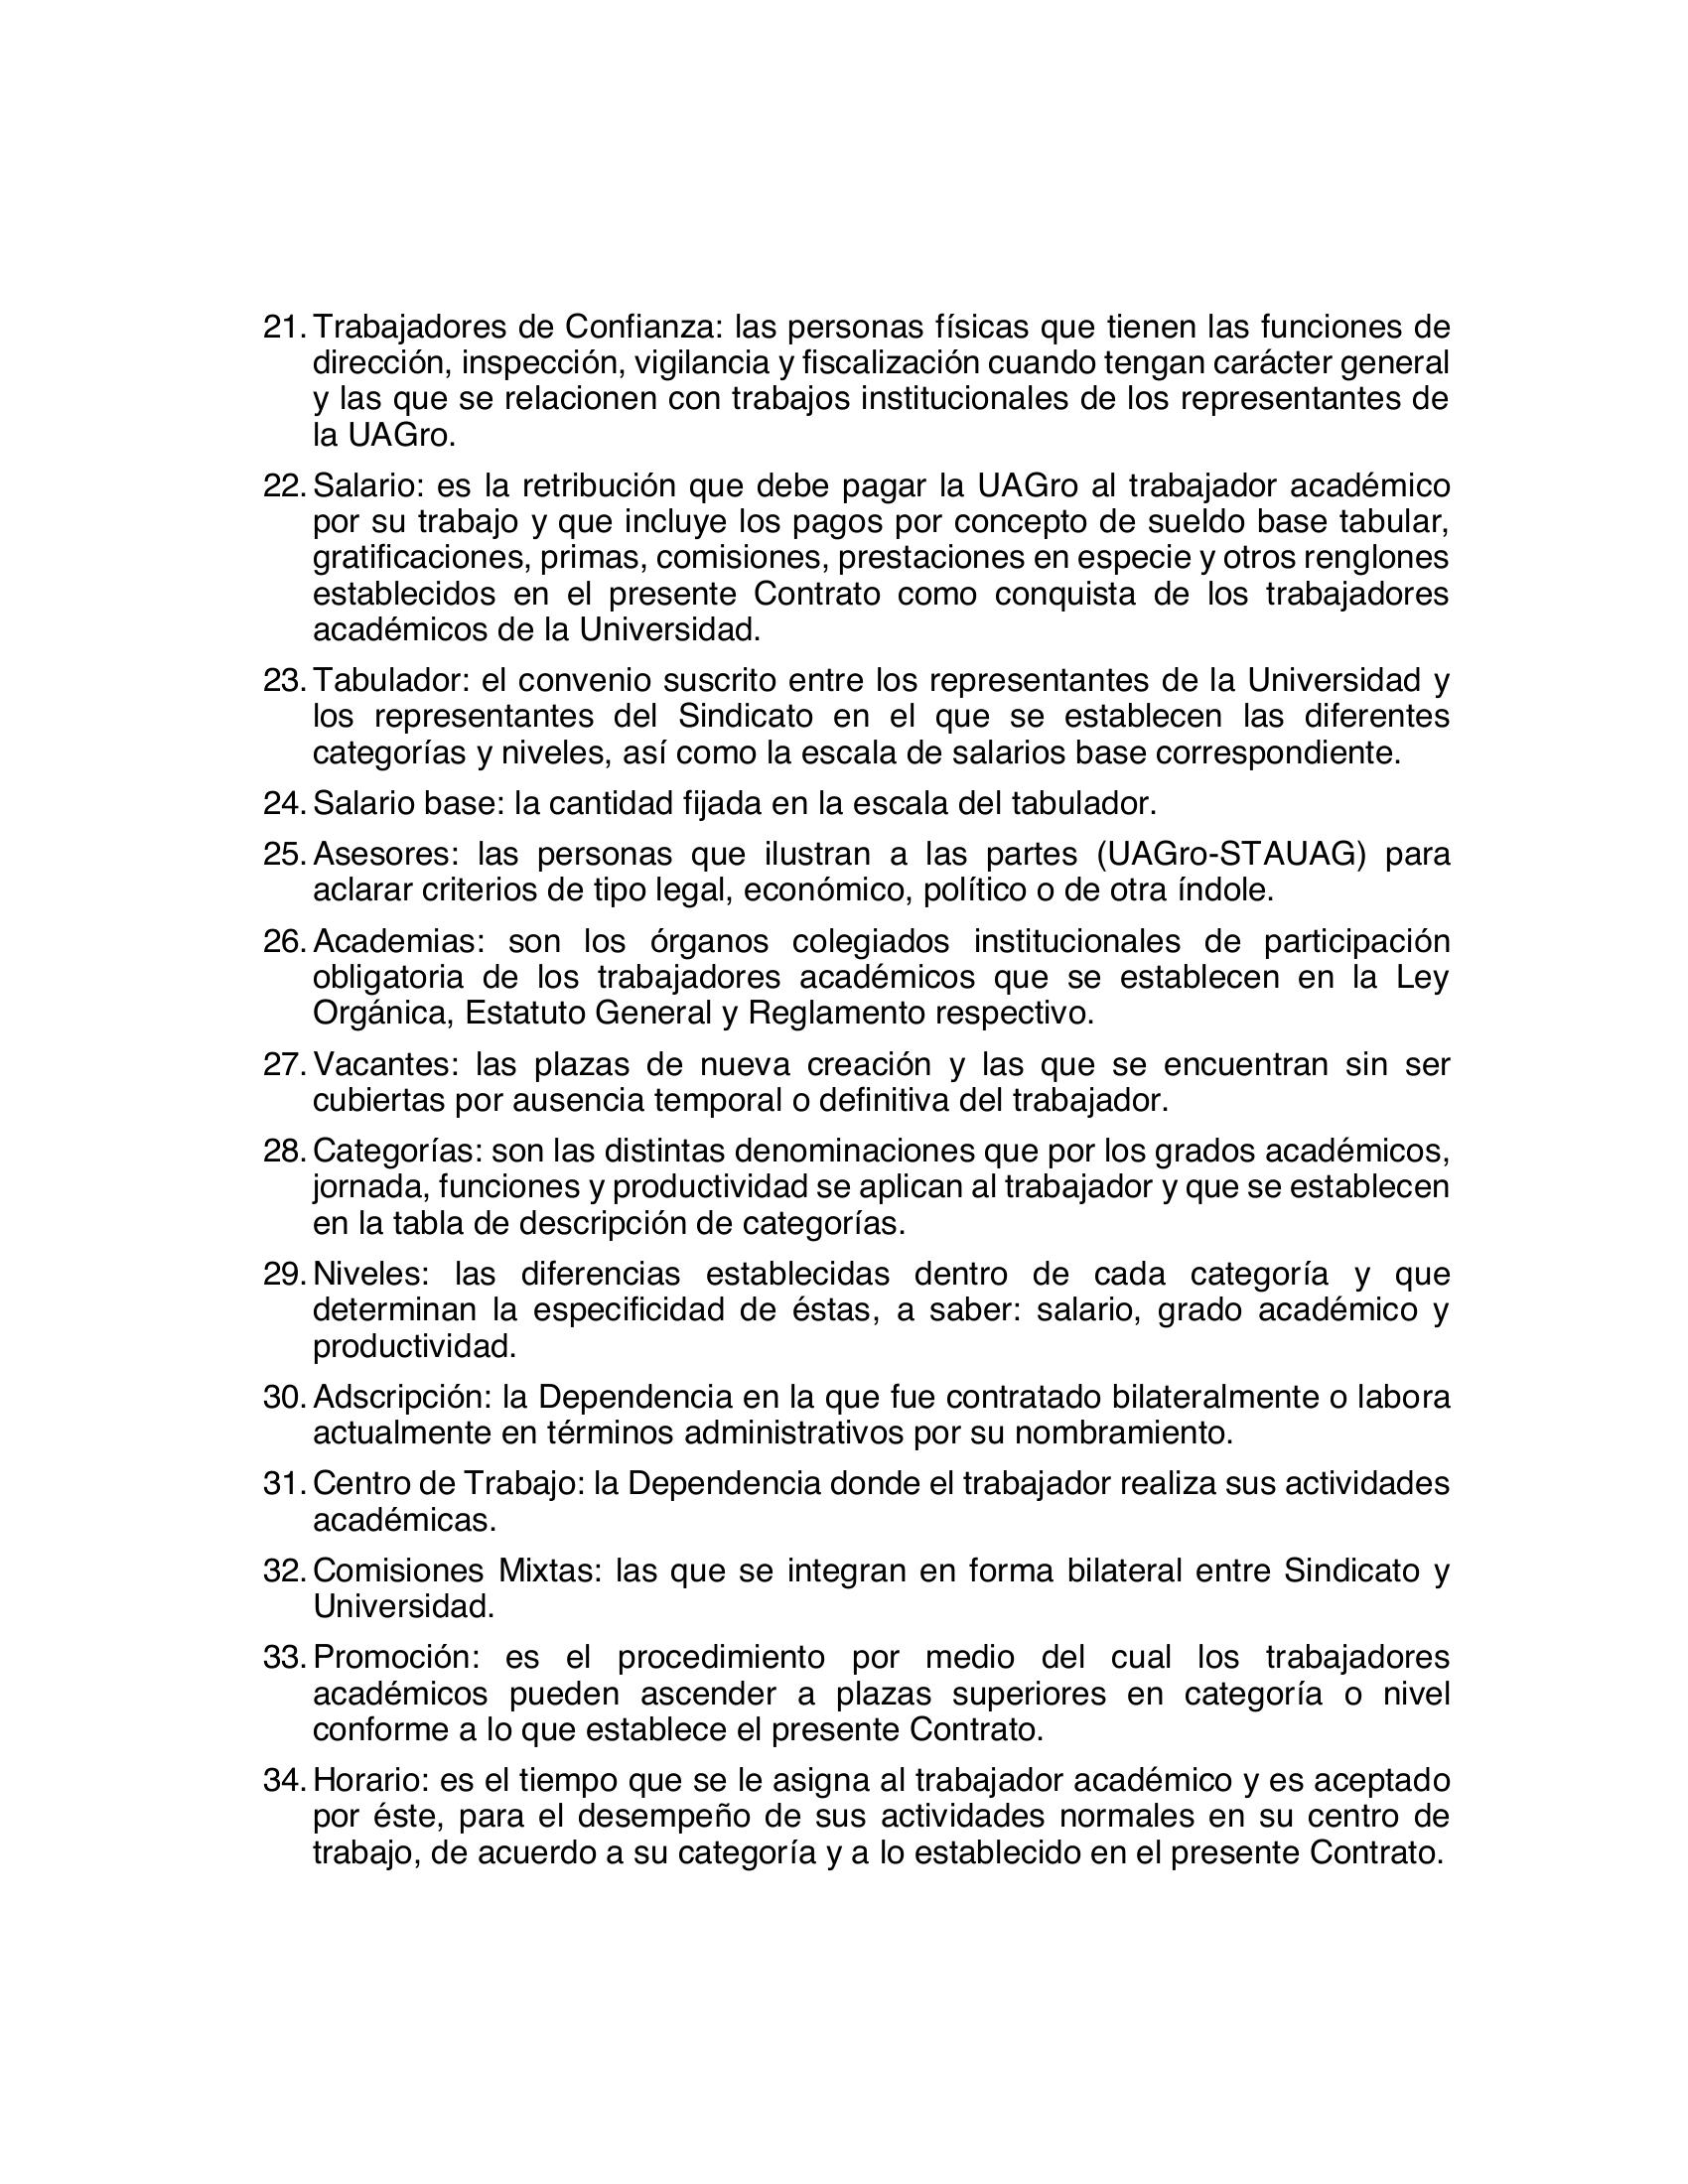 21. Trabajadores de Confianza: las personas físicas que tienen las funciones de
dirección, inspección, vigilancia y fiscalización cuando tengan carácter general
y las que se relacionen con trabajos institucionales de los representantes de
la UAGro.
22. Salario: es la retribución que debe pagar la UAGro al trabajador académico
por su trabajo y que incluye los pagos por concepto de sueldo base tabular,
gratificaciones, primas, comisiones, prestaciones en especie y otros renglones
establecidos en el presente Contrato como conquista de los trabajadores
académicos de la Universidad.
23. Tabulador: el convenio suscrito entre los representantes de la Universidad y
los representantes del Sindicato en el que se establecen las diferentes
categorías y niveles, así como la escala de salarios base correspondiente.
24. Salario base: la cantidad fijada en la escala del tabulador.
25. Asesores: las personas que ilustran a las partes (UAGro-STAUAG) para
aclarar criterios de tipo legal, económico, político o de otra índole.
26. Academias: son los órganos colegiados institucionales de participación
obligatoria de los trabajadores académicos que se establecen en la Ley
Orgánica, Estatuto General y Reglamento respectivo.
27. Vacantes: las plazas de nueva creación y las que se encuentran sin ser
cubiertas por ausencia temporal o definitiva del trabajador.
28. Categorías: son las distintas denominaciones que por los grados académicos,
jornada, funciones y productividad se aplican al trabajador y que se establecen
en la tabla de descripción de categorías.
29. Niveles: las diferencias establecidas dentro de cada categoría y que
determinan la especificidad de éstas, a saber: salario, grado académico y
productividad.
30. Adscripción: la Dependencia en la que fue contratado bilateralmente o labora
actualmente en términos administrativos por su nombramiento.
31. Centro de Trabajo: la Dependencia donde el trabajador realiza sus actividades
académicas.
32. Comisiones Mixtas: las que se integran en forma bilateral entre Sindicato y
Universidad.
33. Promoción: es el procedimiento por medio del cual los trabajadores
académicos pueden ascender a plazas superiores en categoría o nivel
conforme a lo que establece el presente Contrato.
34. Horario: es el tiempo que se le asigna al trabajador académico y es aceptado
por éste, para el desempeño de sus actividades normales en su centro de
trabajo, de acuerdo a su categoría y a lo establecido en el presente Contrato.